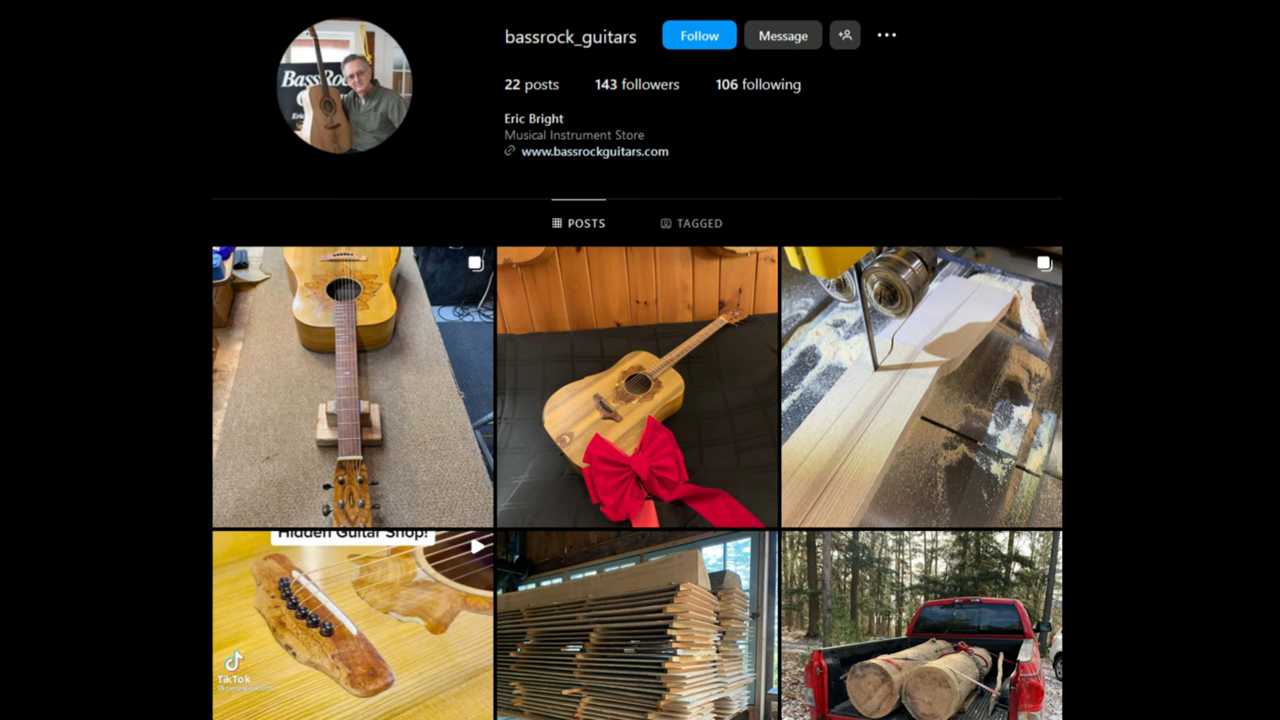 bassrock_guitars
Follow
Message
22 posts
143 followers
106 following
Eric Bright
Musical Instrument Store
www.bassrockguitars.com
POSTS
TAGGED
Hidden Guitar Shop!
TikTok